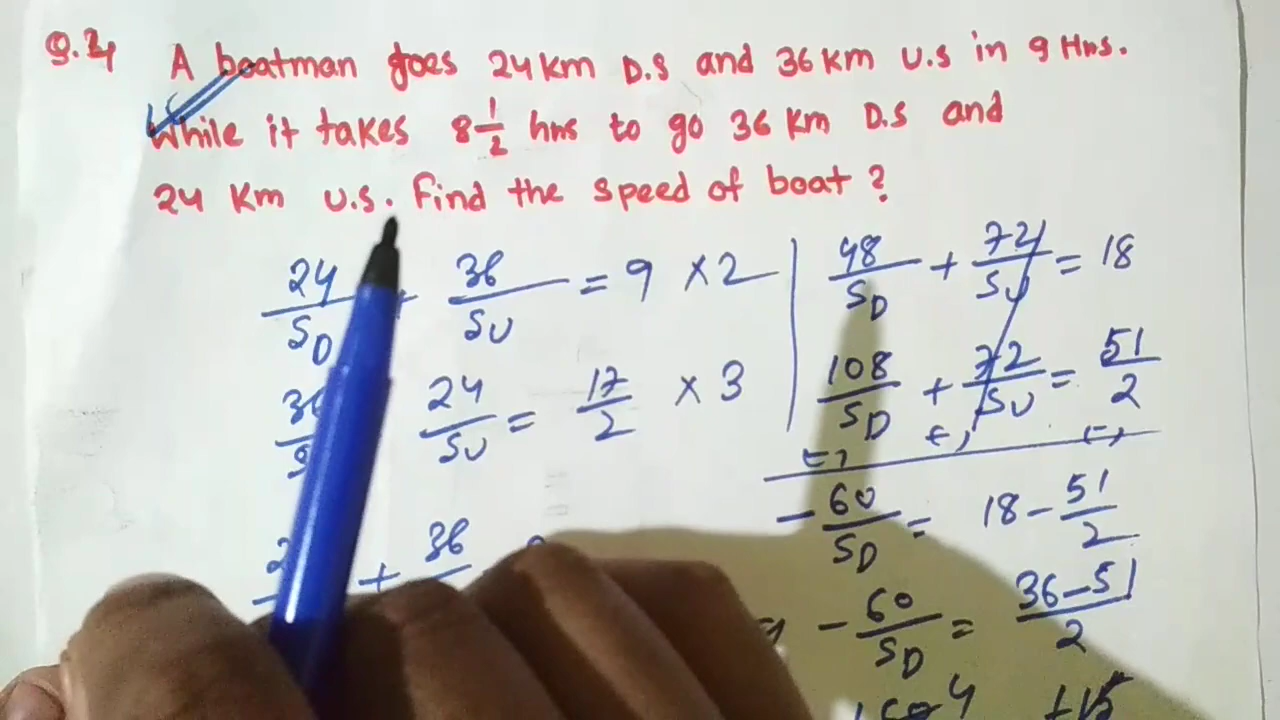 Q.24 A boatman goes 24 Km D.S and 36 Km U.S in 9 Hrs.
While it takes 8 1/2 hrs to go 36 Km D.S and
24 Km U.S. Find the speed of boat?
24/SD + 36/SU = 9 × 2
36 24/SU = 17/2 × 3
+ 36
48/SD + 72/SU = 18
108/SD + 72/SU = 51/2
(-) (-) (-)
- 60/SD = 18 - 51/2
- 60/SD = 36-51/2
4 +15